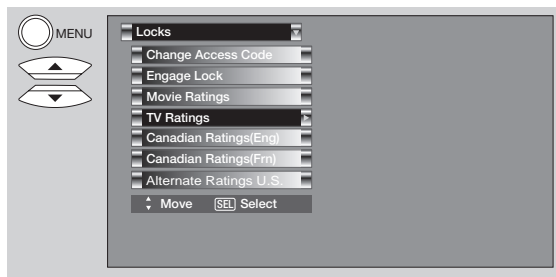 MENU
Locks
Change Access Code
Engage Lock
Movie Ratings
TV Ratings
Canadian Ratings(Eng)
Canadian Ratings(Frn)
Alternate Ratings U.S.
Move SEL Select